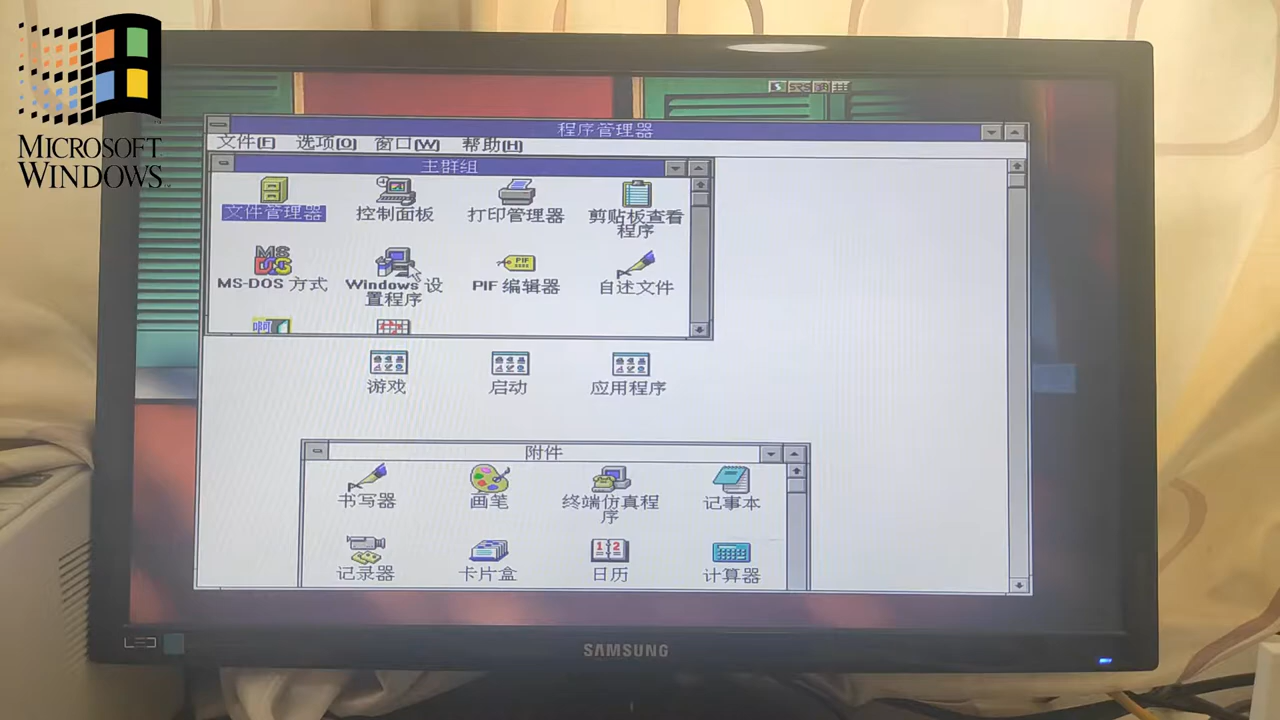 MICROSOFT
WINDOWS
程序管理器
文件(F) 选项(O) 窗口(W) 帮助(H)
主群组
文件管理器 控制面板 打印管理器 剪贴板查看程序
MS-DOS 方式 Windows 设置程序 PIF 编辑器 自述文件
游戏 启动 应用程序
附件
书写器 画笔 终端仿真程序 记事本
记录器 卡片盒 日历 计算器
SAMSUNG